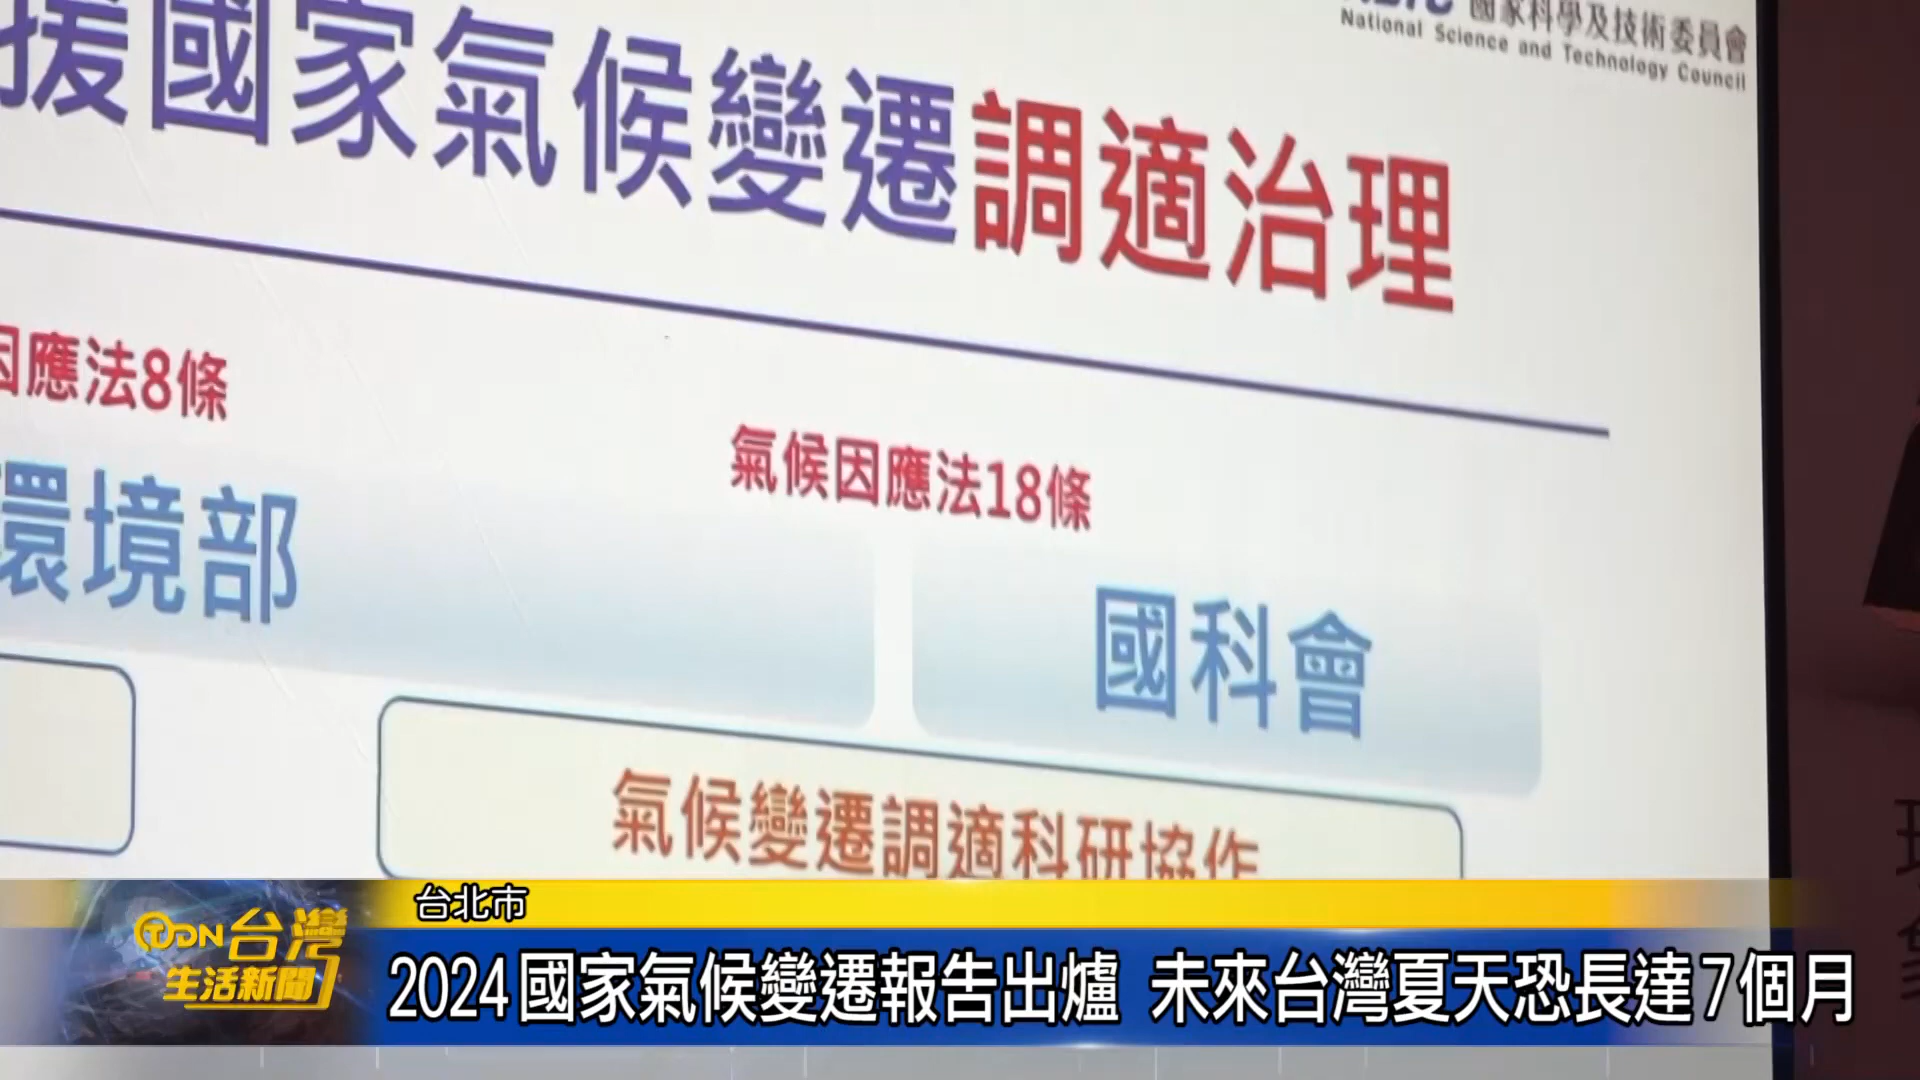 國家科學及技術委員會
National Science and Technology Council
援國家氣候變遷調適治理
因應法8條
氣候因應法18條
環境部
國科會
氣候變遷調適科研協作
台北市
TDN台灣
生活新聞
2024國家氣候變遷報告出爐 未來台灣夏天恐長達7個月